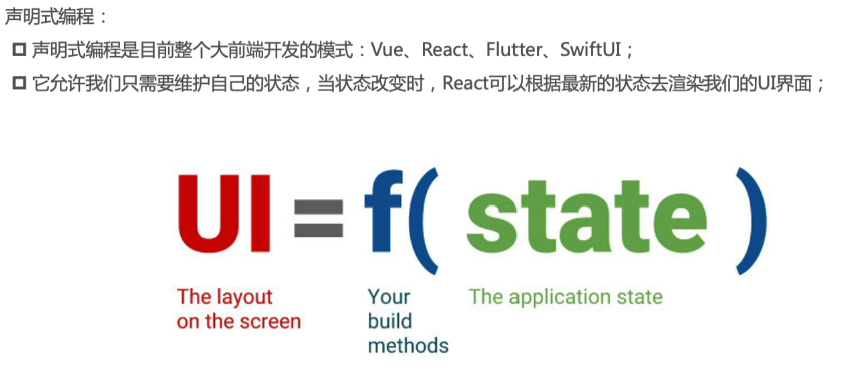 声明式编程：
声明式编程是目前整个大前端开发的模式：Vue、React、Flutter、SwiftUI；
它允许我们只需要维护自己的状态，当状态改变时，React可以根据最新的状态去渲染我们的UI界面；
UI = f( state )
The layout
on the screen
Your
build
methods
The application state